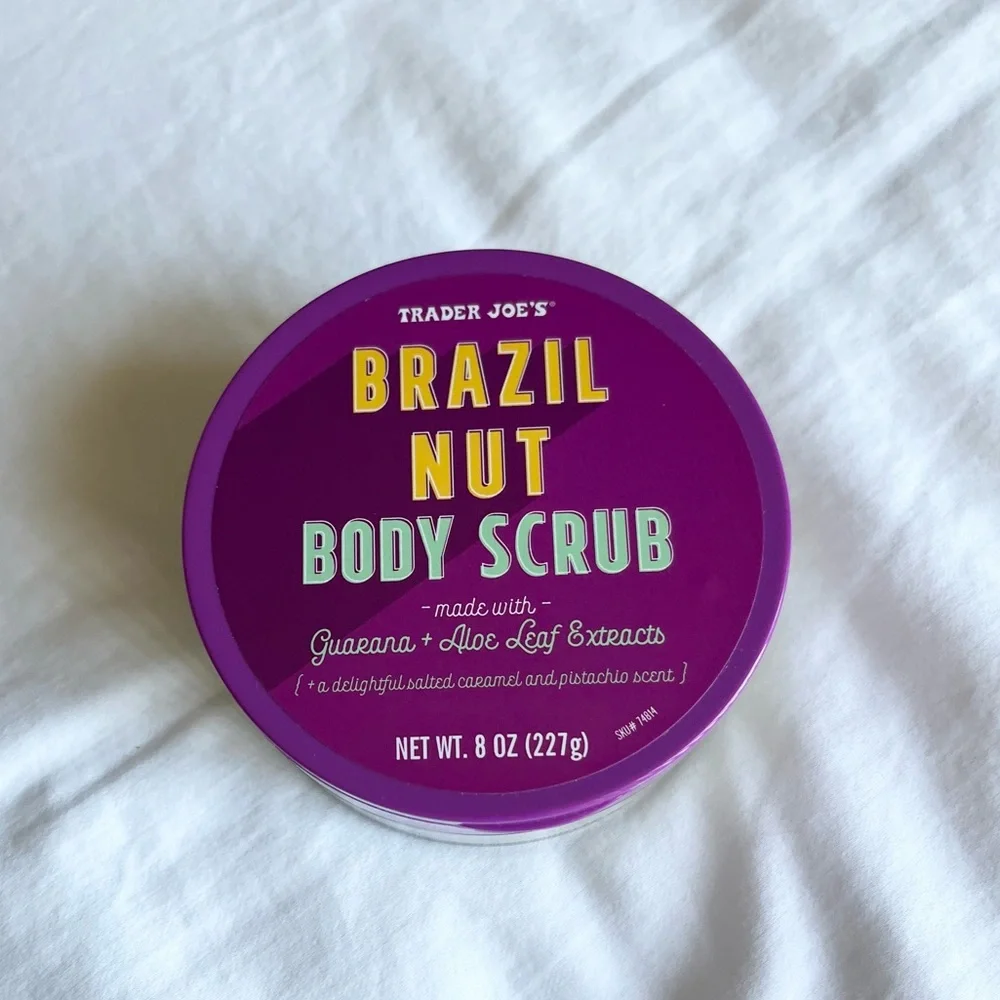 TRADER JOE'S®
BRAZIL
NUT
BODY SCRUB
- made with -
Guarana + Aloe Leaf Extracts
{ + a delightful salted caramel and pistachio scent }
SKU# 74814
NET WT. 8 OZ (227g)